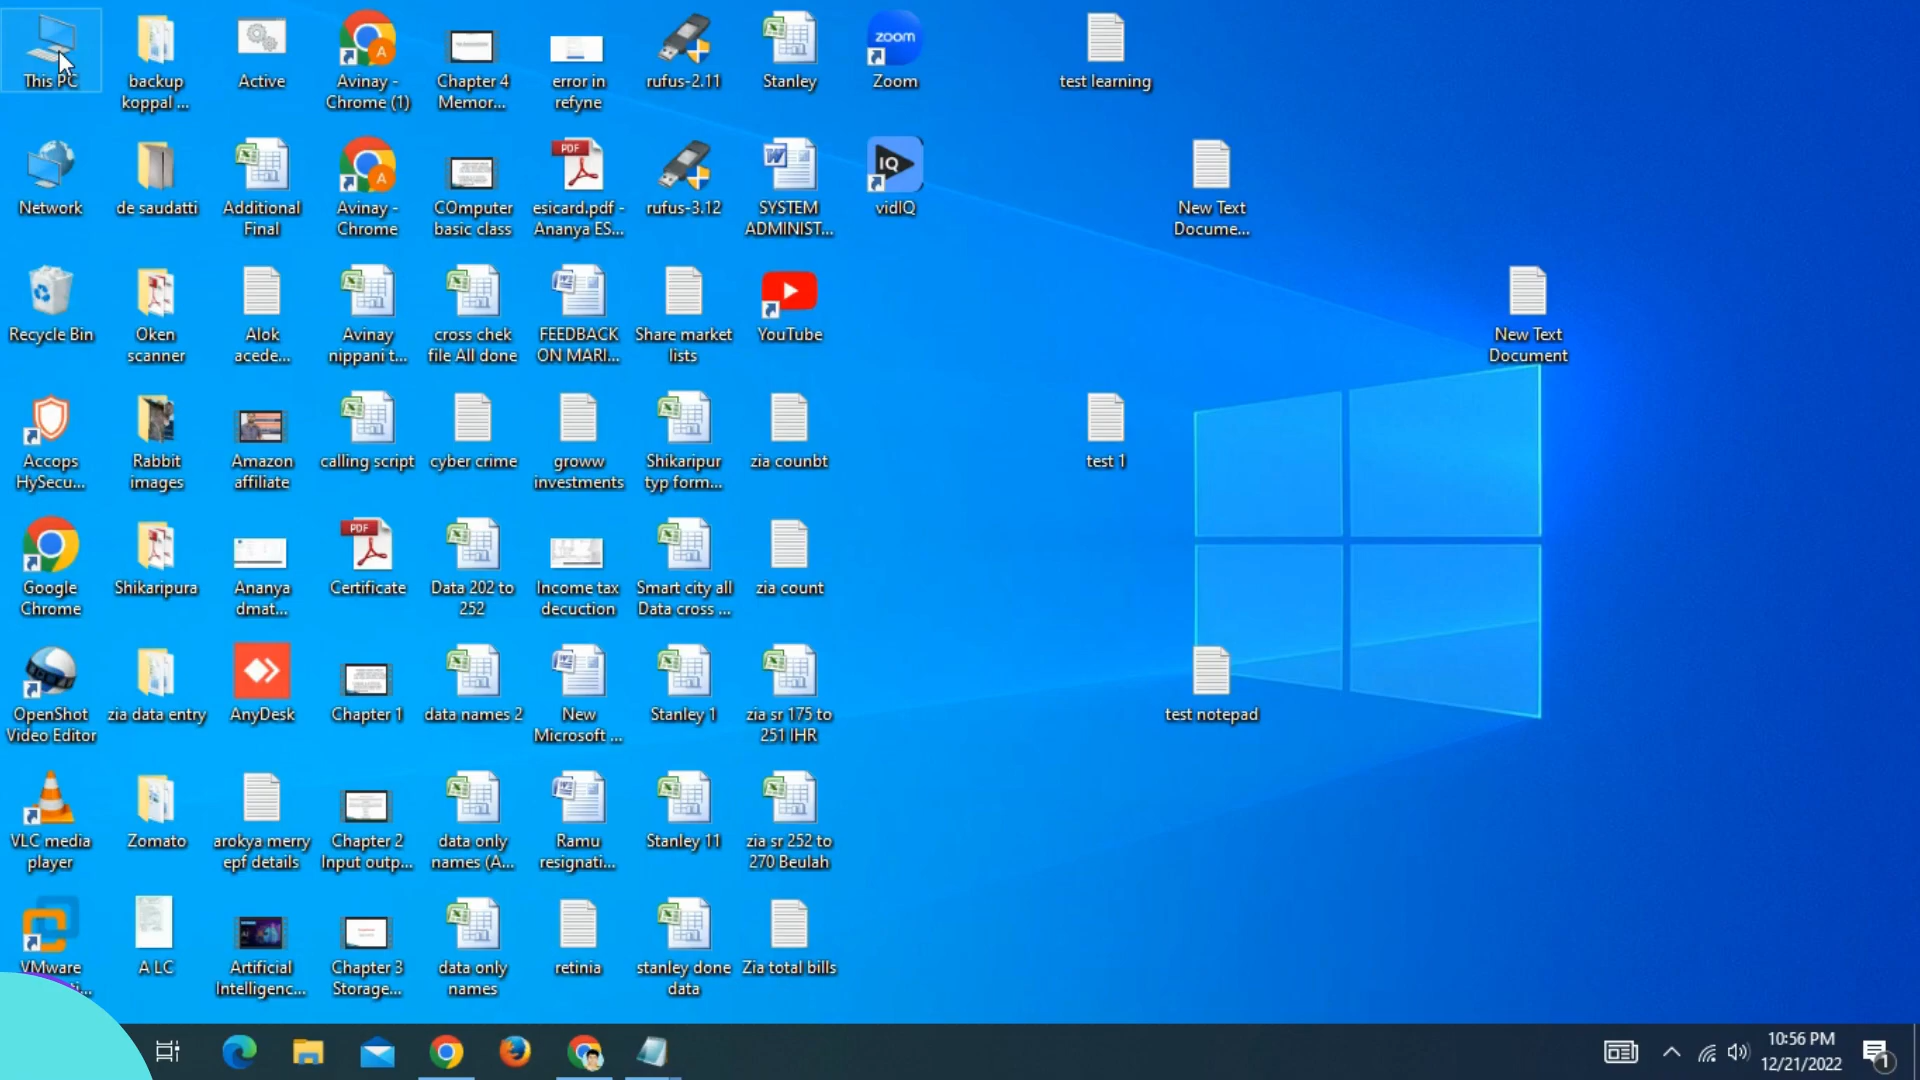 This PC
backup
koppal ...
Active
Avinay -
Chrome (1)
Chapter 4
Memor...
error in
refyne
rufus-2.11
Stanley
zoom
Zoom
test learning
Network
de saudatti
Additional
Final
Avinay -
Chrome
COmputer
basic class
PDF
esicard.pdf -
Ananya ES...
rufus-3.12
SYSTEM
ADMINIST...
IQ
vidIQ
New Text
Docume...
Recycle Bin
Oken
scanner
Alok
acede...
Avinay
nippani t...
cross chek
file All done
FEEDBACK
ON MARI...
Share market
lists
YouTube
New Text
Document
Accops
HySecu...
Rabbit
images
Amazon
affiliate
calling script
cyber crime
groww
investments
Shikaripur
typ form...
zia counbt
test 1
Google
Chrome
Shikaripura
Ananya
dmat...
PDF
Certificate
Data 202 to
252
Income tax
decuction
Smart city all
Data cross ...
zia count
OpenShot
Video Editor
zia data entry
AnyDesk
Chapter 1
data names 2
New
Microsoft ...
Stanley 1
zia sr 175 to
251 IHR
test notepad
VLC media
player
Zomato
arokya merry
epf details
Chapter 2
Input outp...
data only
names (A...
Ramu
resignati...
Stanley 11
zia sr 252 to
270 Beulah
VMware
A LC
Artificial
Intelligenc...
Chapter 3
Storage...
data only
names
retinia
stanley done
data
Zia total bills
10:56 PM
12/21/2022
1